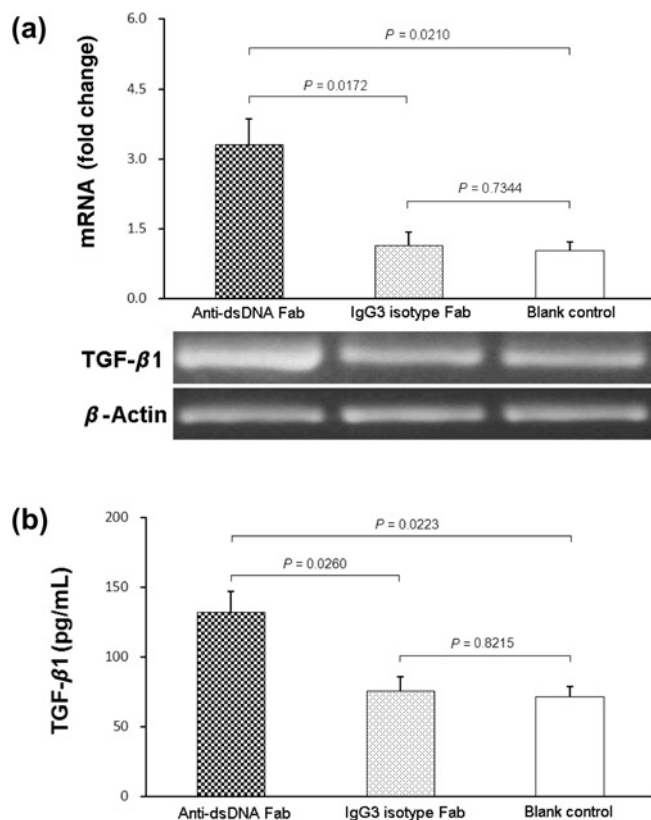 (a)
mRNA (fold change)
6.0
4.5
3.0
1.5
0.0
P = 0.0210
P = 0.0172
P = 0.7344
Anti-dsDNA Fab IgG3 isotype Fab Blank control
TGF-β1
β-Actin
(b)
TGF-β1 (pg/mL)
200
150
100
50
0
P = 0.0223
P = 0.0260
P = 0.8215
Anti-dsDNA Fab IgG3 isotype Fab Blank control